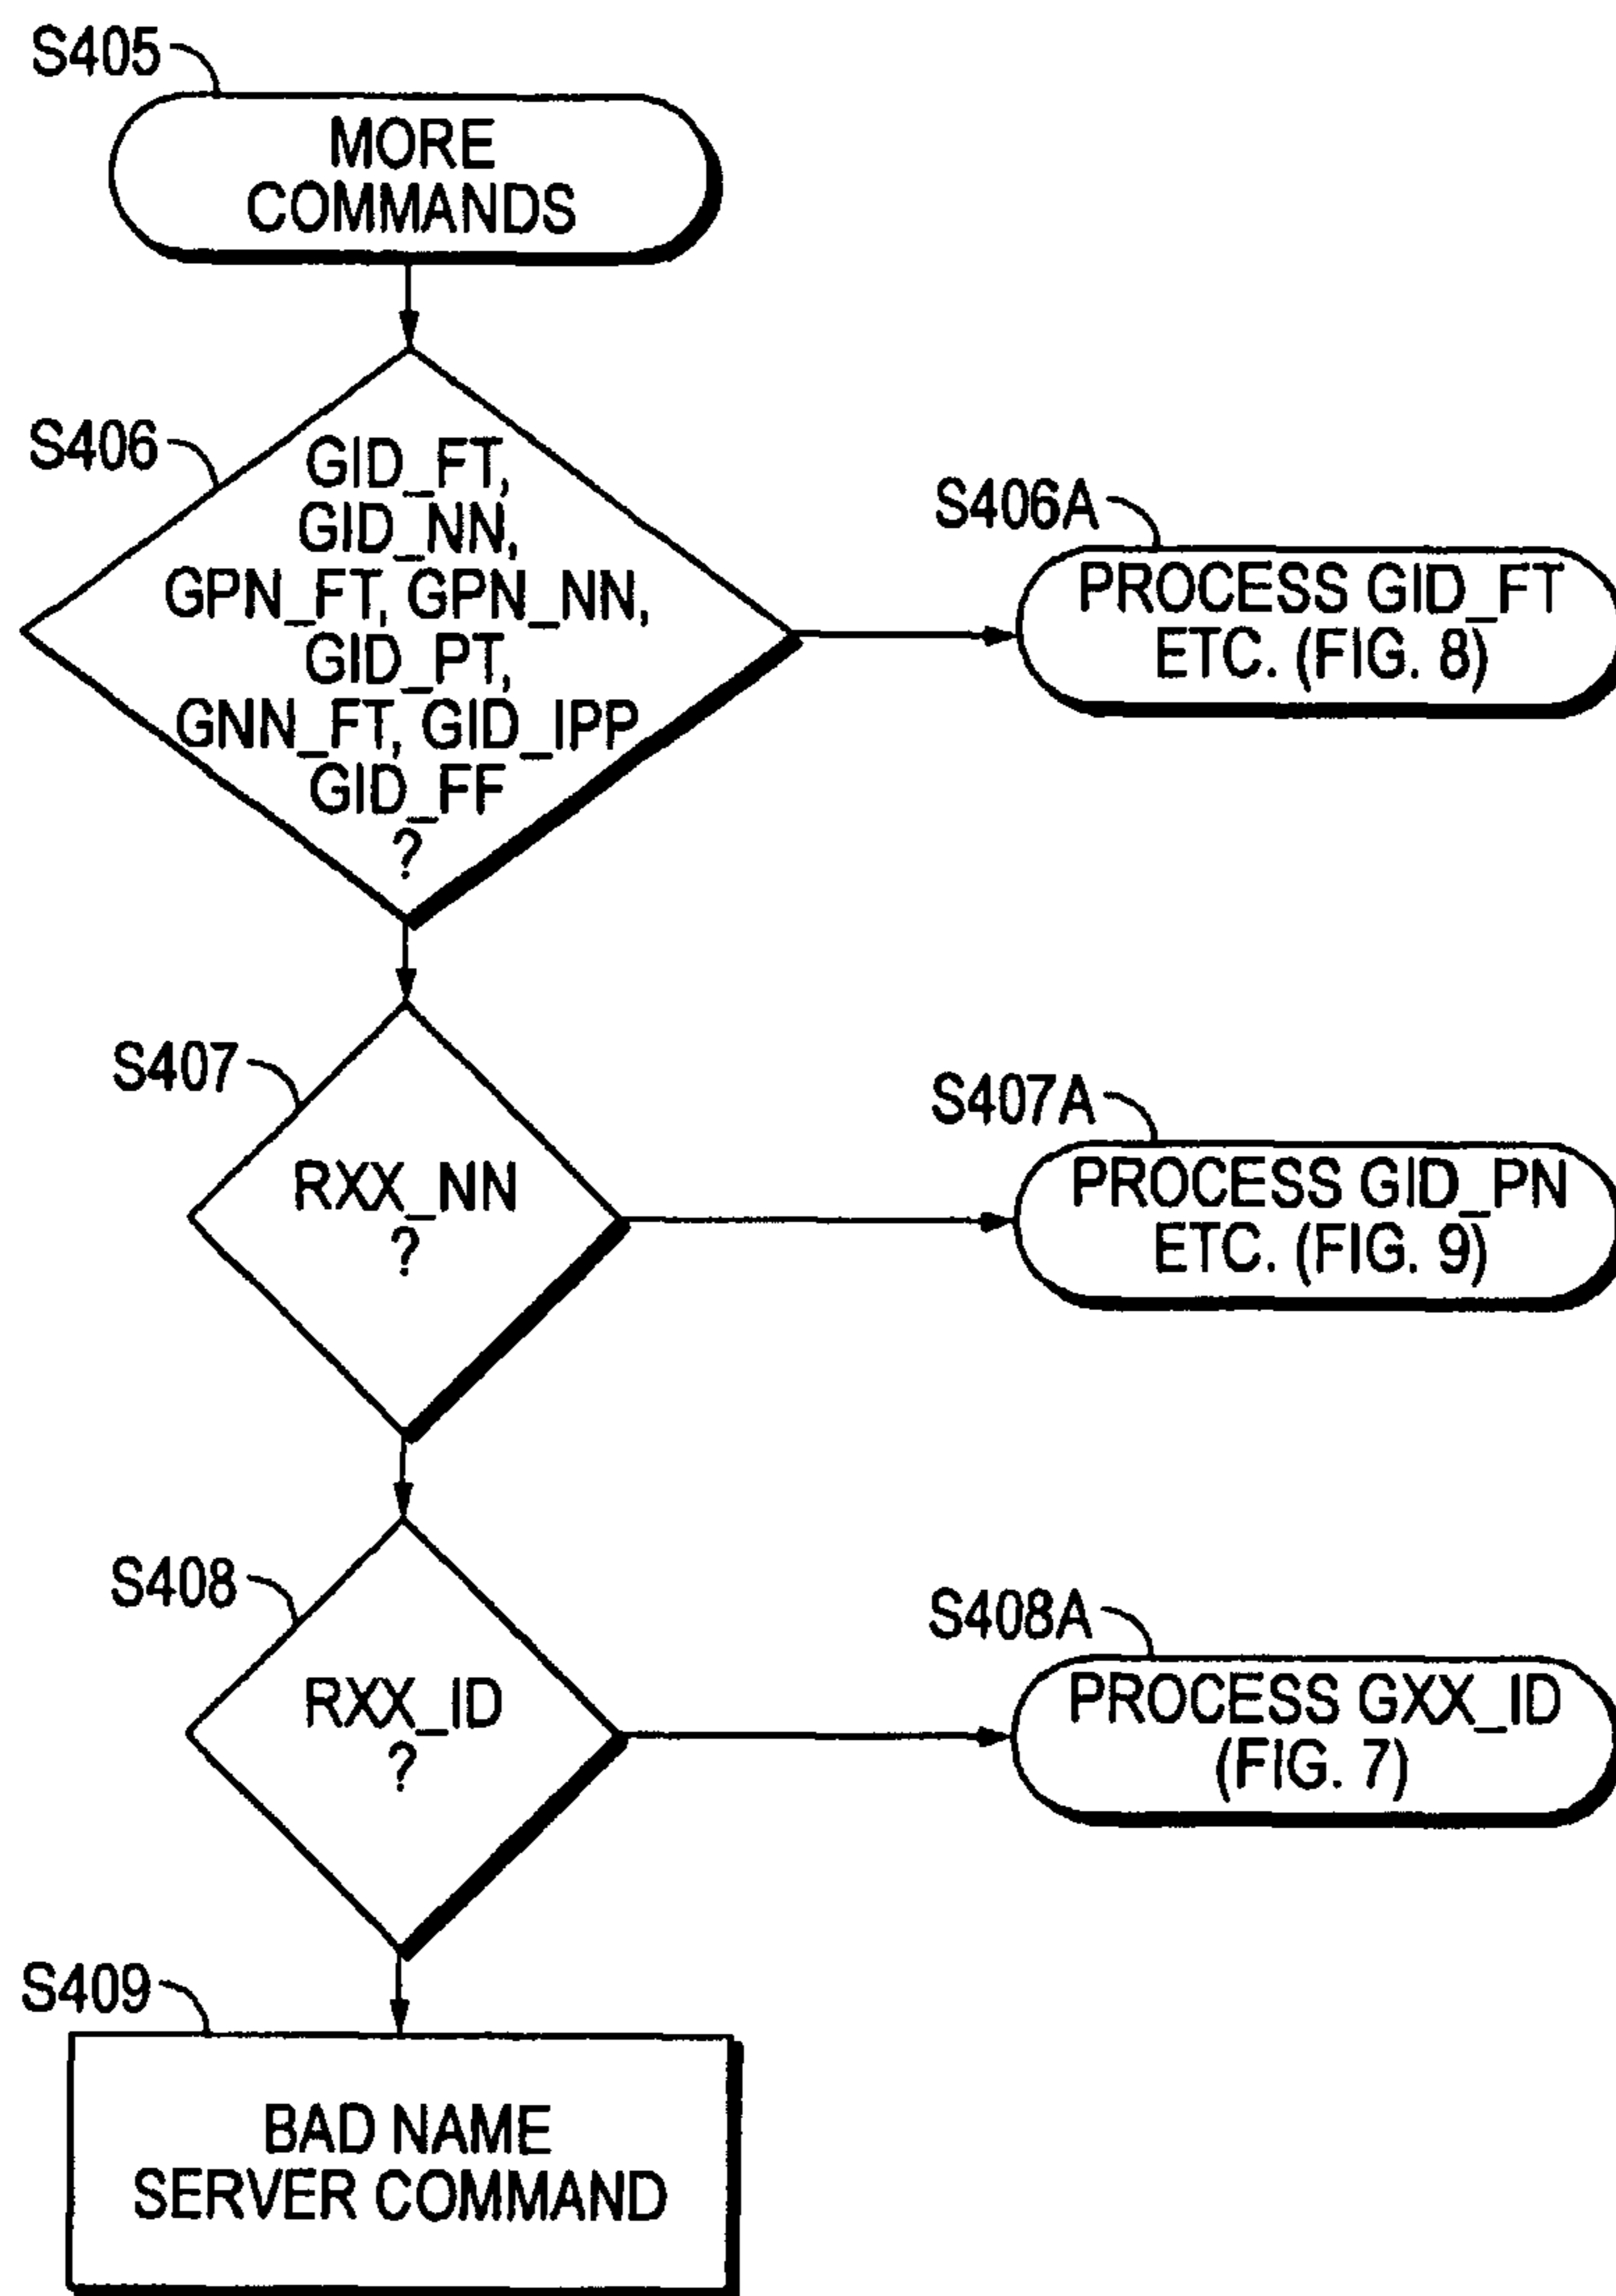 S405
MORE
COMMANDS
S406
GID_FT,
GID_NN,
GPN_FT, GPN_NN,
GID_PT,
GNN_FT, GID_IPP
GID_FF
?
S406A
PROCESS GID_FT
ETC. (FIG. 8)
S407
RXX_NN
?
S407A
PROCESS GID_PN
ETC. (FIG. 9)
S408
RXX_ID
?
S408A
PROCESS GXX_ID
(FIG. 7)
S409
BAD NAME
SERVER COMMAND